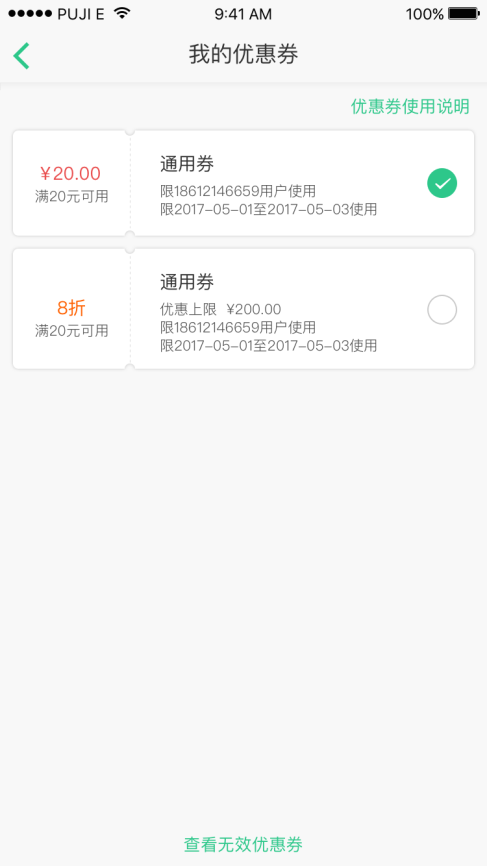 PUJI E 9:41 AM 100%
我的优惠券
优惠券使用说明
¥20.00
满20元可用
通用券
限18612146659用户使用
限2017-05-01至2017-05-03使用
8折
满20元可用
通用券
优惠上限 ¥200.00
限18612146659用户使用
限2017-05-01至2017-05-03使用
查看无效优惠券